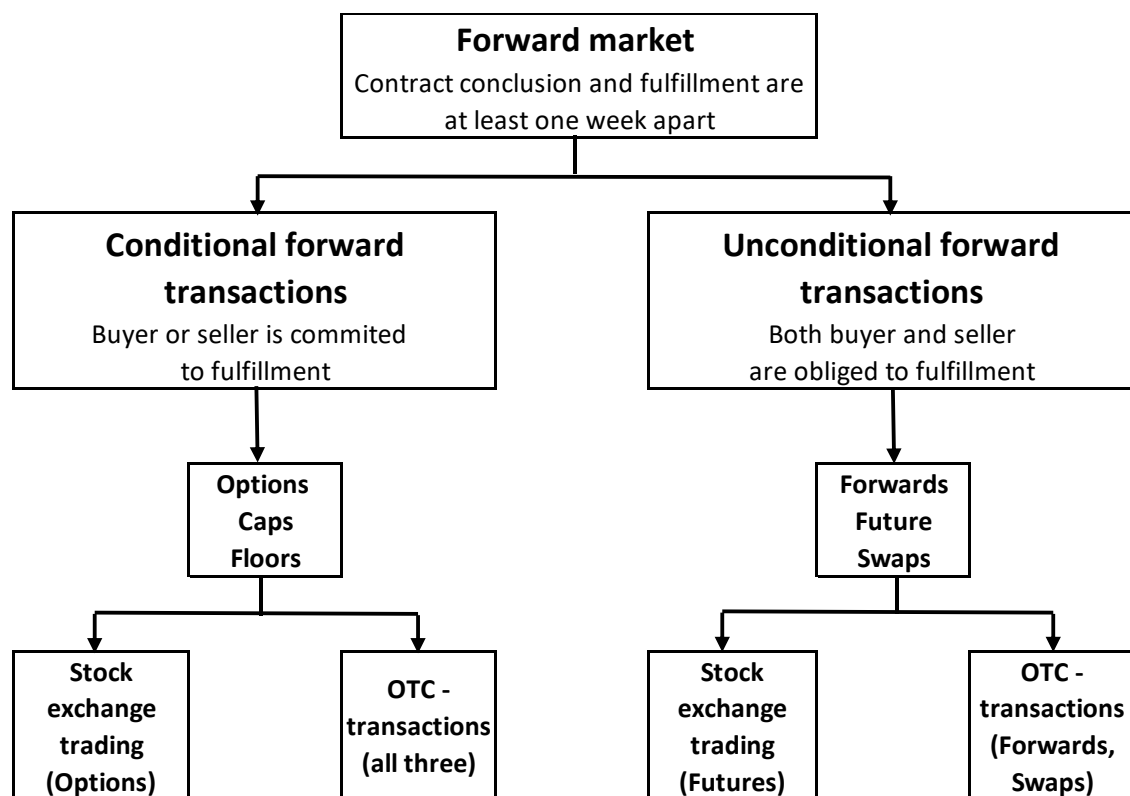 Forward market
Contract conclusion and fulfillment are
at least one week apart
Conditional forward
transactions
Buyer or seller is commited
to fulfillment
Unconditional forward
transactions
Both buyer and seller
are obliged to fulfillment
Options
Caps
Floors
Forwards
Future
Swaps
Stock
exchange
trading
(Options)
OTC -
transactions
(all three)
Stock
exchange
trading
(Futures)
OTC -
transactions
(Forwards,
Swaps)